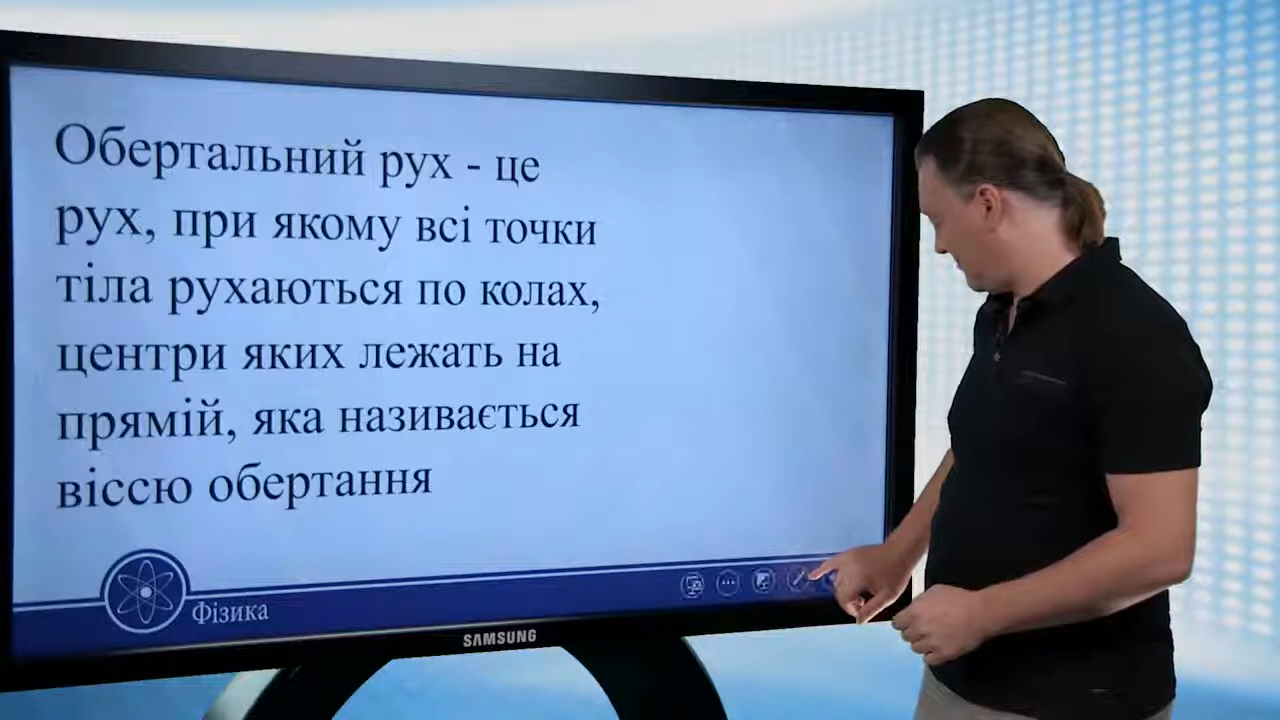 Обертальний рух - це
рух, при якому всі точки
тіла рухаються по колах,
центри яких лежать на
прямій, яка називається
віссю обертання
Фізика
SAMSUNG